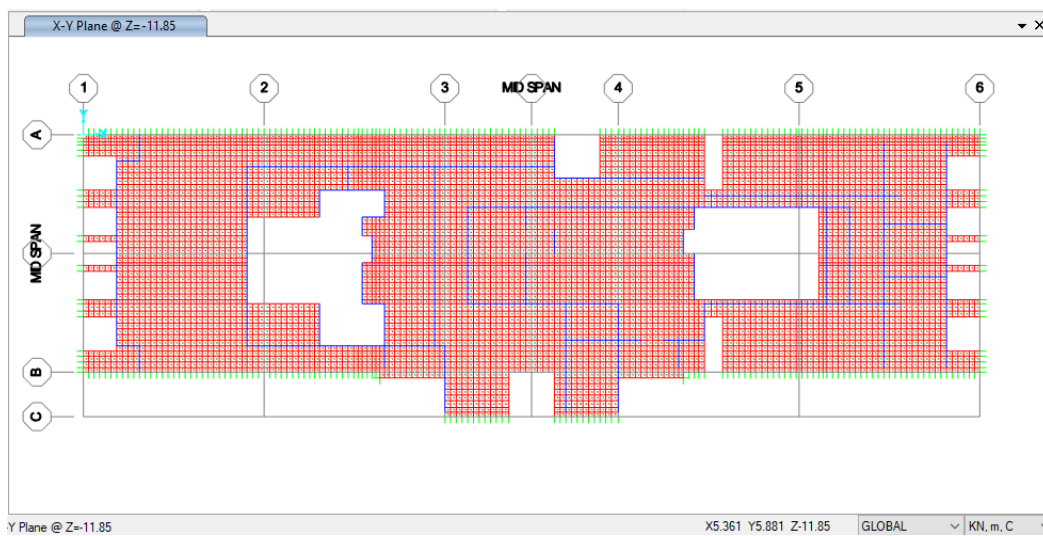 X-Y Plane @ Z=-11.85
1 2 3 MID SPAN 4 5 6
Y
X
A
MID SPAN
B
C
-Y Plane @ Z=-11.85 X5.361 Y5.881 Z-11.85 GLOBAL KN, m, C